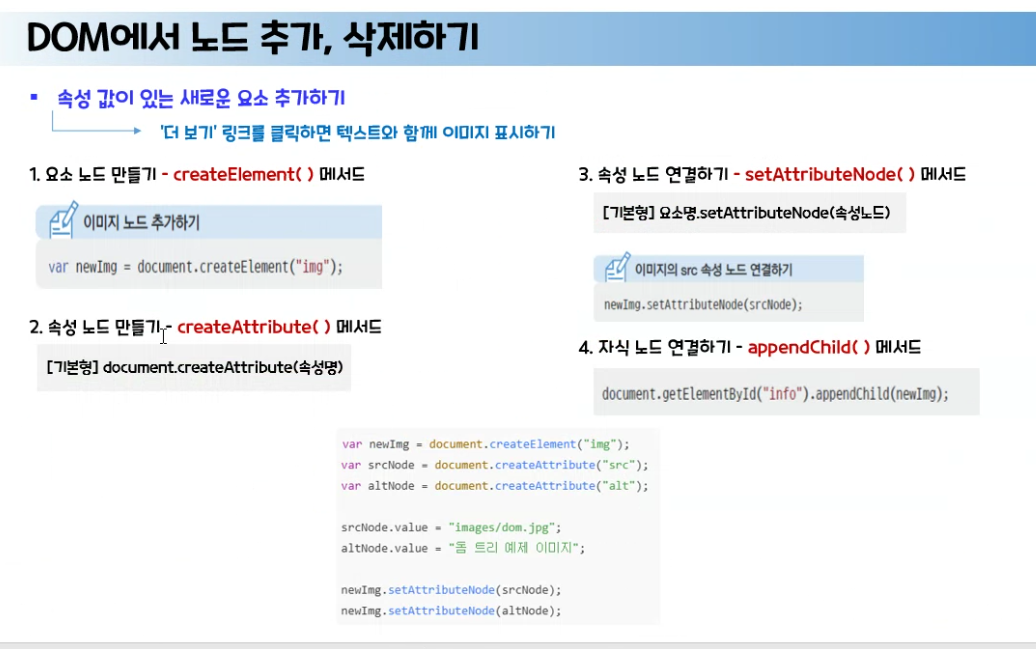 DOM에서 노드 추가, 삭제하기
▪ 속성 값이 있는 새로운 요소 추가하기
'더 보기' 링크를 클릭하면 텍스트와 함께 이미지 표시하기
1. 요소 노드 만들기 - createElement( ) 메서드
이미지 노드 추가하기
var newImg = document.createElement("img");
2. 속성 노드 만들기 - createAttribute( ) 메서드
[기본형] document.createAttribute(속성명)
3. 속성 노드 연결하기 - setAttributeNode( ) 메서드
[기본형] 요소명.setAttributeNode(속성노드)
이미지의 src 속성 노드 연결하기
newImg.setAttributeNode(srcNode);
4. 자식 노드 연결하기 - appendChild( ) 메서드
document.getElementById("info").appendChild(newImg);
var newImg = document.createElement("img");
var srcNode = document.createAttribute("src");
var altNode = document.createAttribute("alt");
srcNode.value = "images/dom.jpg";
altNode.value = "돔 트리 예제 이미지";
newImg.setAttributeNode(srcNode);
newImg.setAttributeNode(altNode);